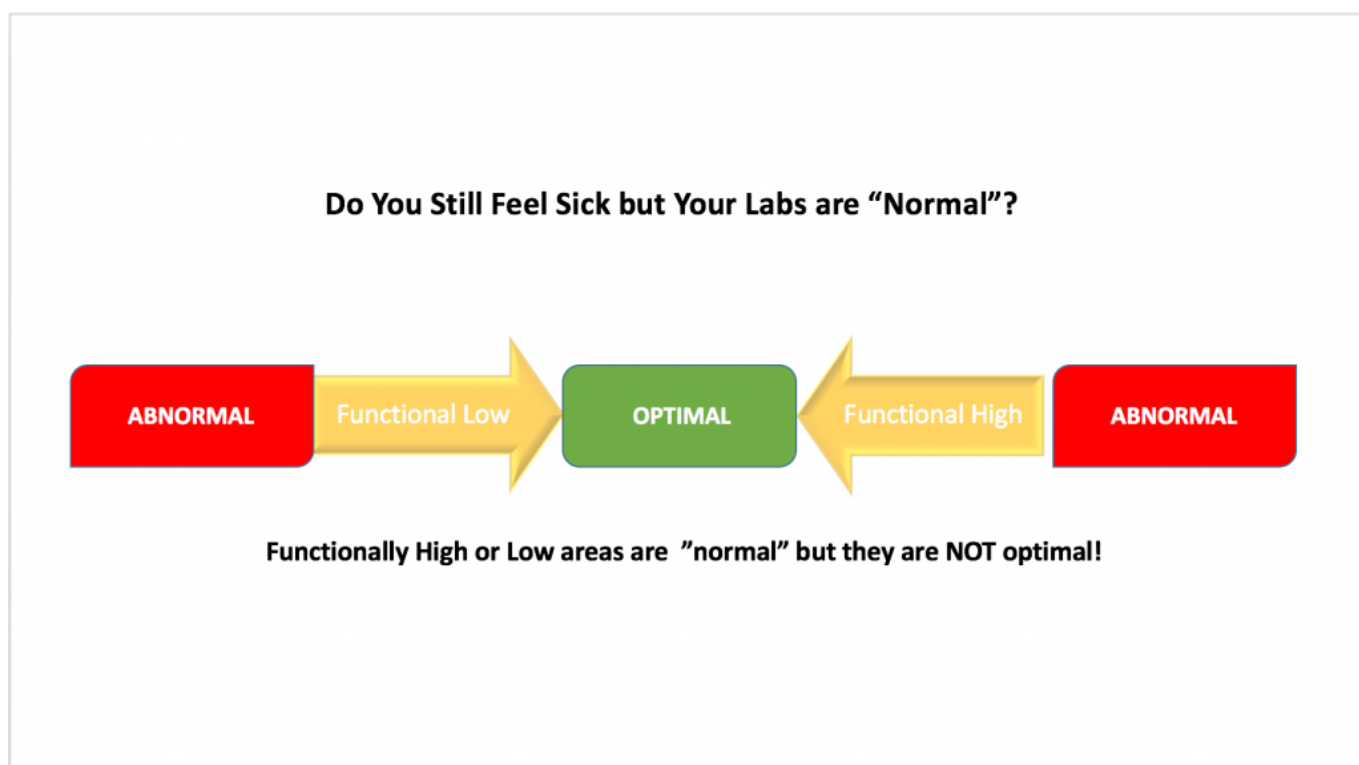 Do You Still Feel Sick but Your Labs are “Normal”?
ABNORMAL
Functional Low
OPTIMAL
Functional High
ABNORMAL
Functionally High or Low areas are ”normal” but they are NOT optimal!